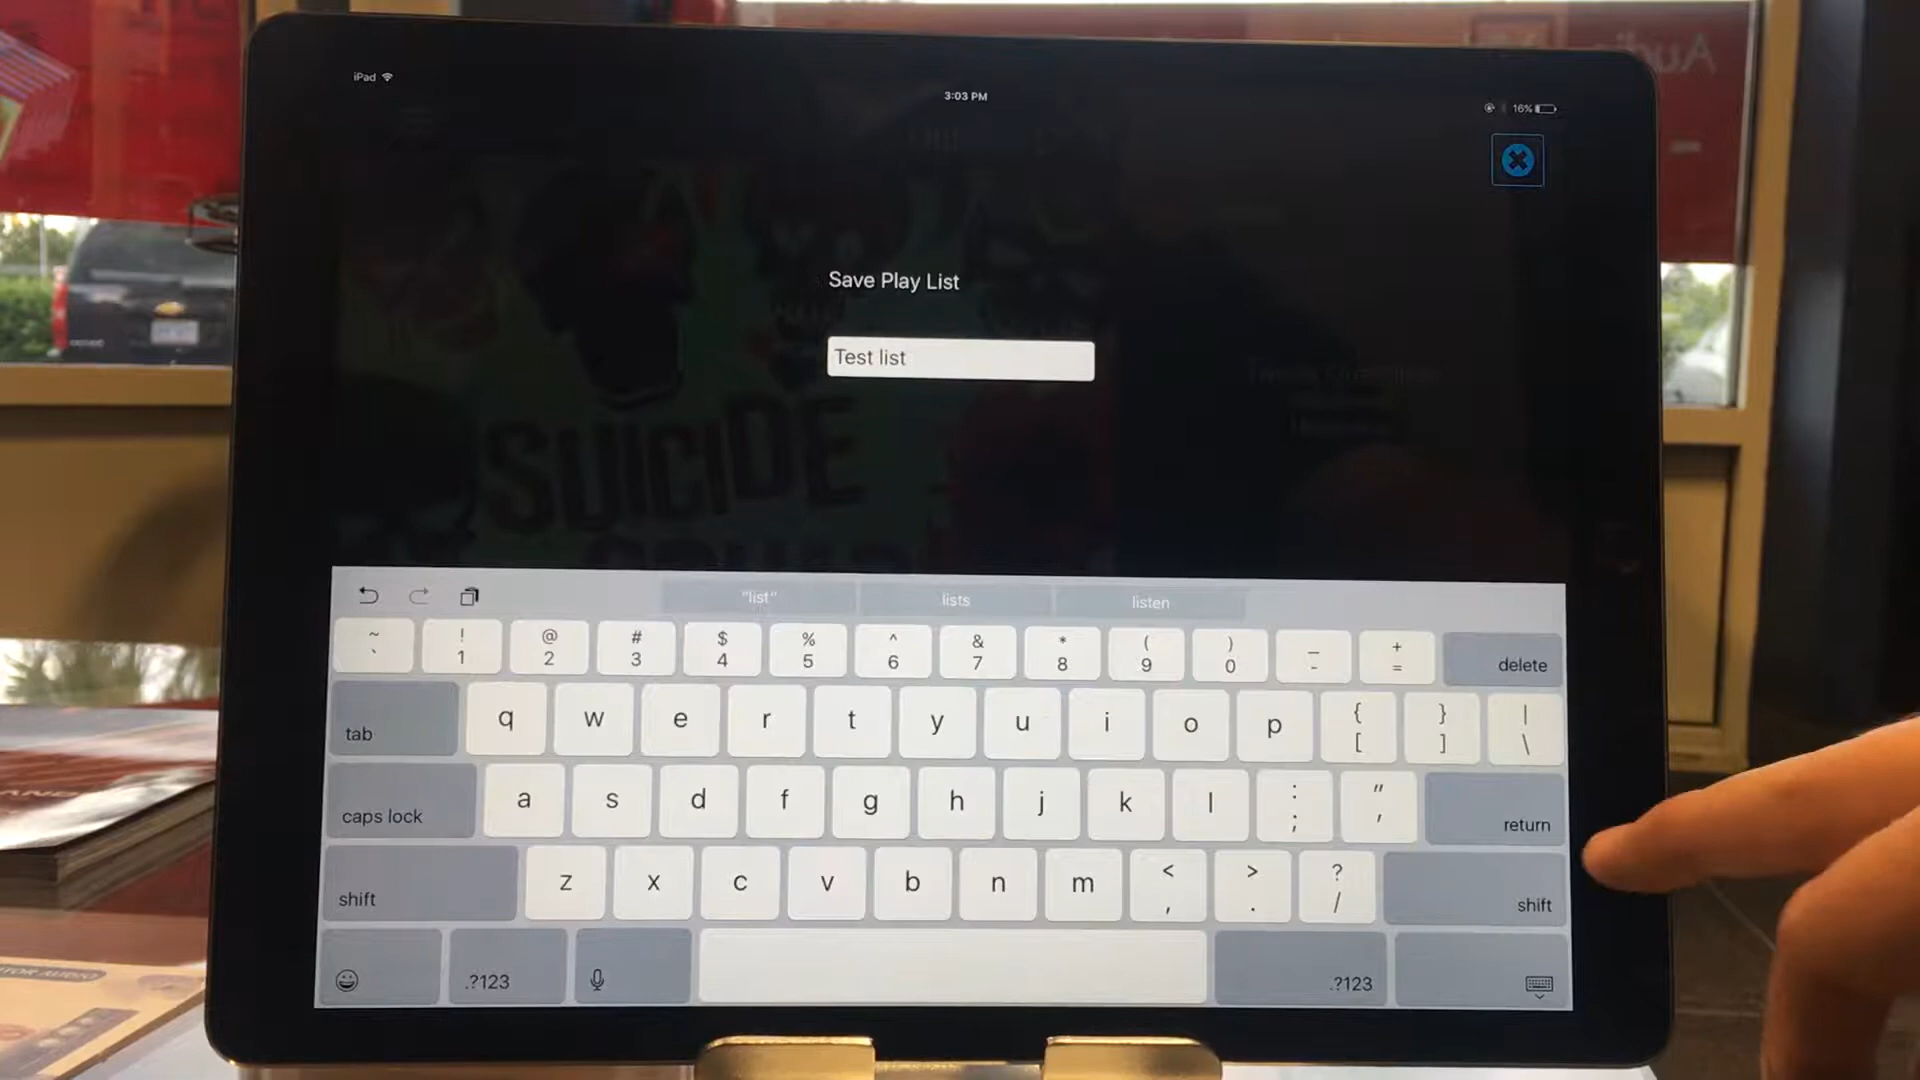 iPad
3:03 PM
16%
Save Play List
Test list
SUICIDE
"list" lists listen
~ ! @ # $ % ^ & * ( ) _ +
` 1 2 3 4 5 6 7 8 9 0 - = delete
tab q w e r t y u i o p { [ } ] | \
caps lock a s d f g h j k l : ; " ' return
shift z x c v b n m < , > . ? / shift
.?123 .?123